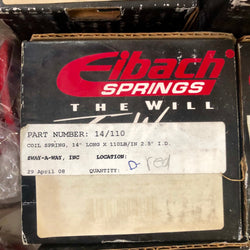 Eibach
SPRINGS
THE WILL
PART NUMBER: 14/110
COIL SPRING, 14" LONG X 110LB/IN 2.5" I.D.
SWAY-A-WAY, INC LOCATION:
29 April 08 QUANTITY:
red